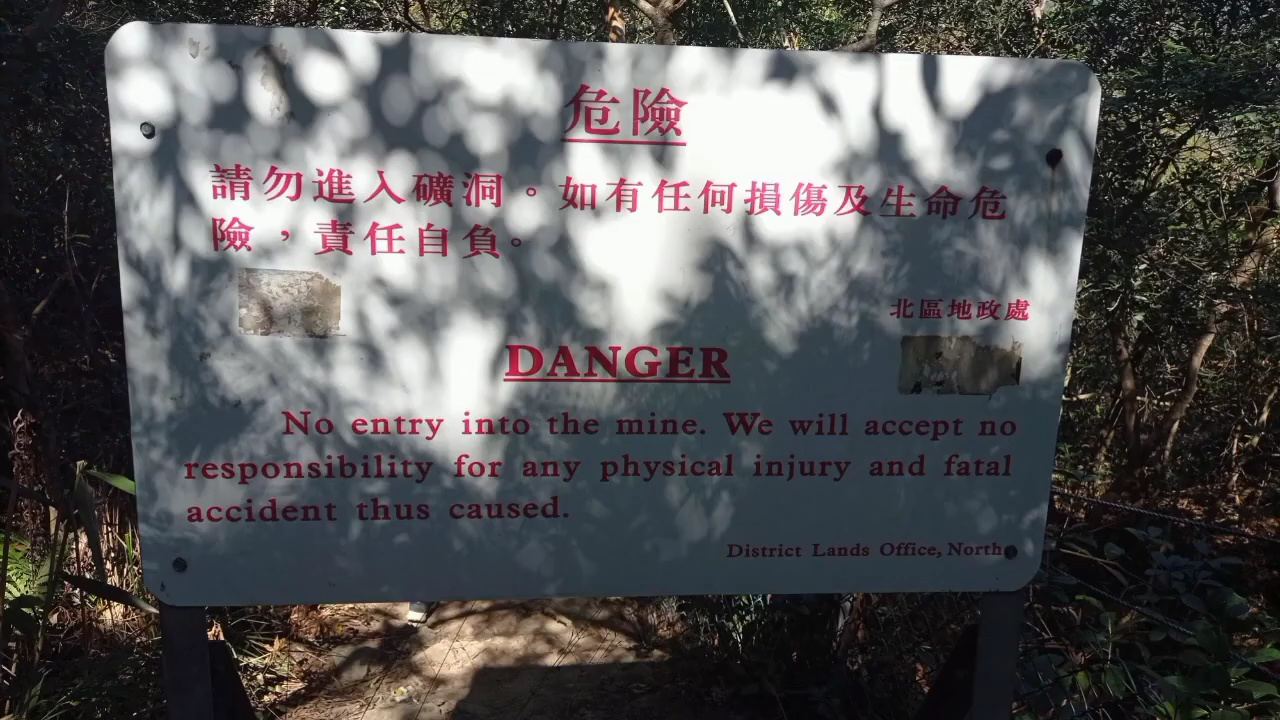 危險
請勿進入礦洞。如有任何損傷及生命危
險，責任自負。
北區地政處
DANGER
No entry into the mine. We will accept no
responsibility for any physical injury and fatal
accident thus caused.
District Lands Office, North